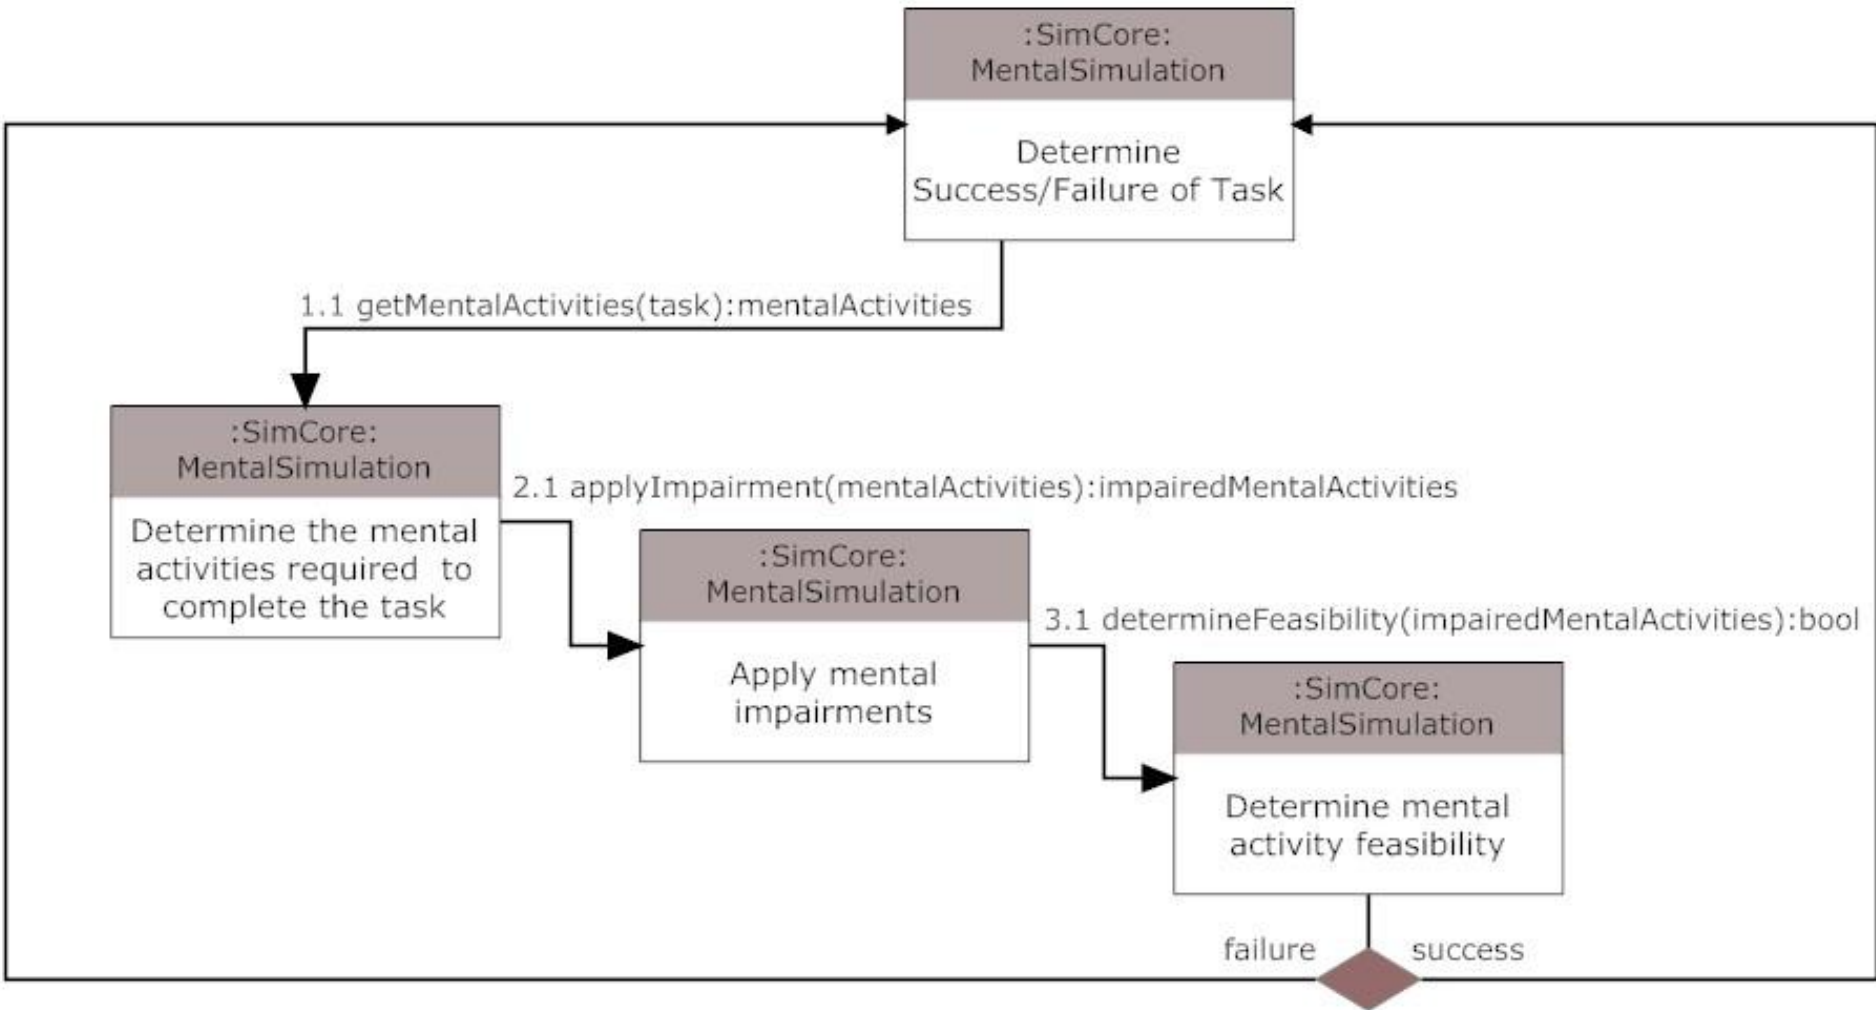 :SimCore:
MentalSimulation
Determine
Success/Failure of Task
1.1 getMentalActivities(task):mentalActivities
:SimCore:
MentalSimulation
Determine the mental
activities required to
complete the task
2.1 applyImpairment(mentalActivities):impairedMentalActivities
:SimCore:
MentalSimulation
Apply mental
impairments
3.1 determineFeasibility(impairedMentalActivities):bool
:SimCore:
MentalSimulation
Determine mental
activity feasibility
failure
success